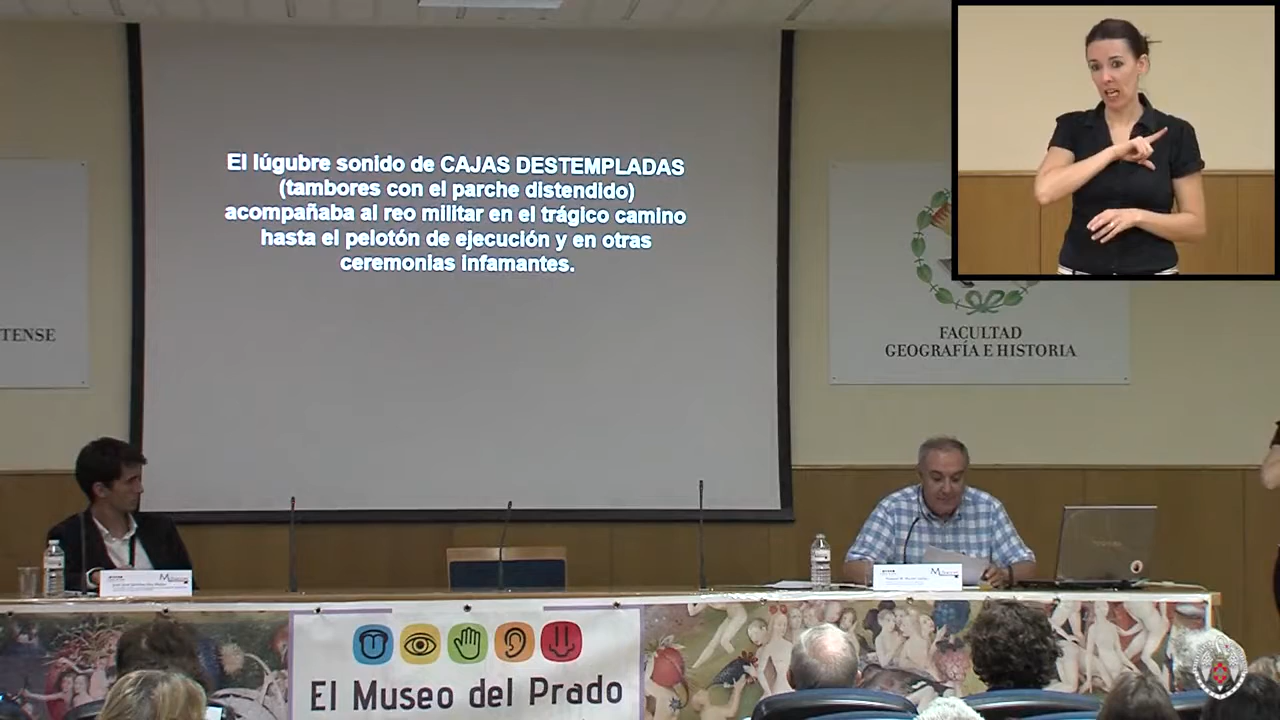 El lúgubre sonido de CAJAS DESTEMPLADAS
(tambores con el parche distendido)
acompañaba al reo militar en el trágico camino
hasta el pelotón de ejecución y en otras
ceremonias infamantes.
TENSE
FACULTAD
GEOGRAFÍA E HISTORIA
El Museo del Prado